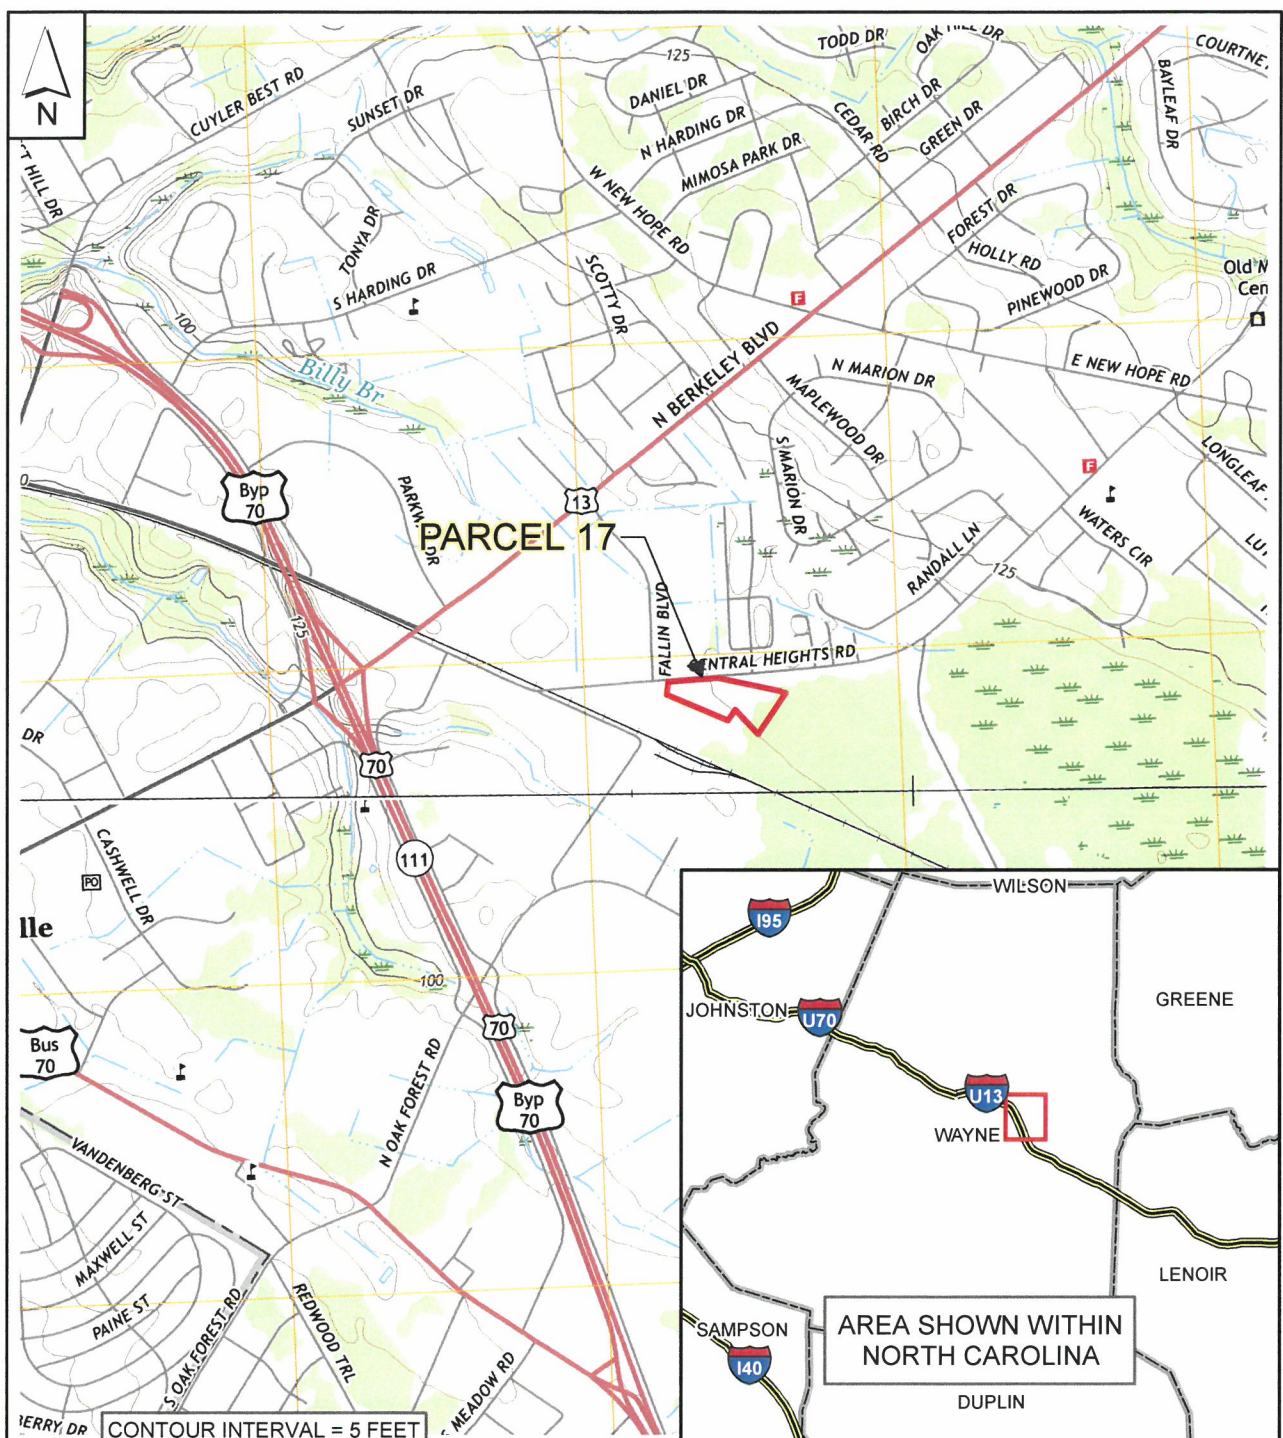 N
CUYLER BEST RD
SUNSET DR
125
DANIEL DR
TODD DR
OAK HILL DR
COURTNE
BAYLEAF DR
BIRCH DR
CEDAR RD
GREEN DR
N HARDING DR
MIMOSA PARK DR
W NEW HOPE RD
ST HILL DR
TONYA DR
S HARDING DR
SCOTTY DR
FOREST DR
HOLLY RD
PINEWOOD DR
Old M
Cen
F
100
Billy Br
N BERKELEY BLVD
N MARION DR
E NEW HOPE RD
MAPLEWOOD DR
S MARION DR
LONGLEAF
F
Byp
70
PARKW DR
13
PARCEL 17
WATERS CIR
RANDALL LN
125
FALLIN BLVD
NTRAL HEIGHTS RD
125
DR
70
111
CASHWELL DR
PO
lle
100
70
Bus
70
N OAK FOREST RD
Byp
70
VANDENBERG ST
MAXWELL ST
PAINE ST
S OAK FOREST RD
REDWOOD TRL
S MEADOW RD
BERRY DR
CONTOUR INTERVAL = 5 FEET
WILSON
I95
GREENE
JOHNSTON
U70
U13
WAYNE
LENOIR
SAMPSON
I40
AREA SHOWN WITHIN
NORTH CAROLINA
DUPLIN